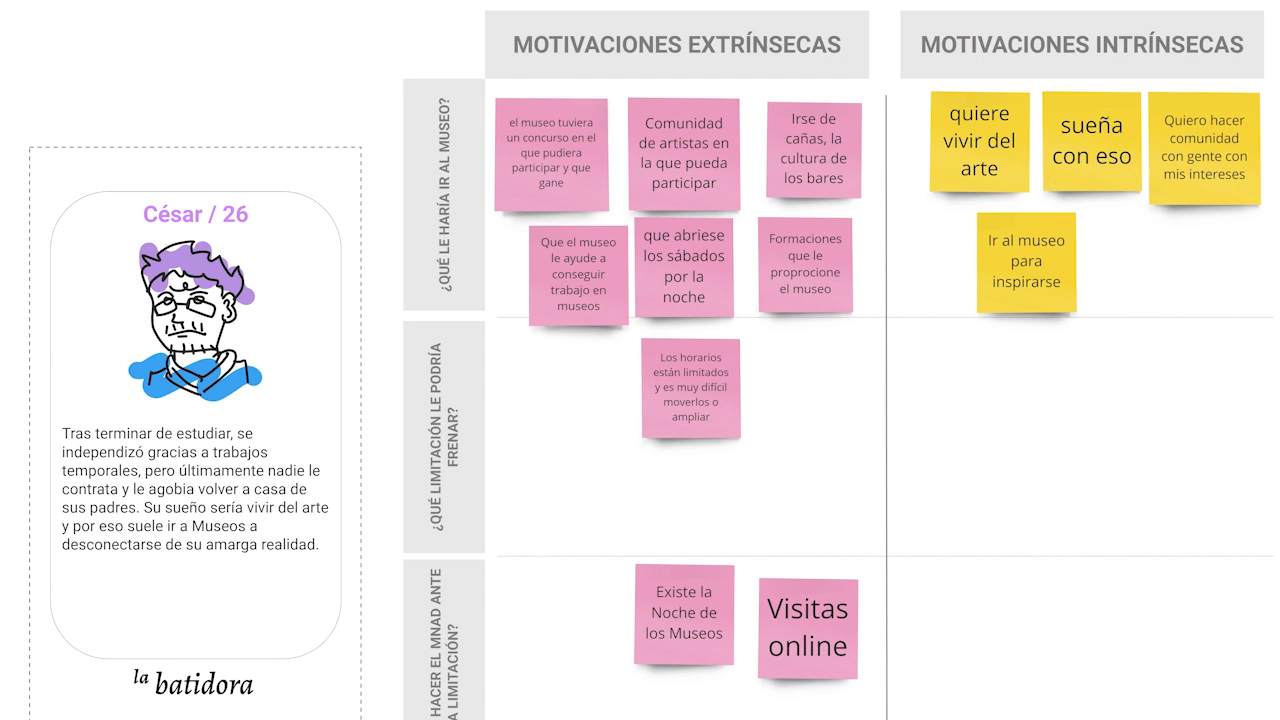 MOTIVACIONES EXTRÍNSECAS
MOTIVACIONES INTRÍNSECAS
¿QUÉ LE HARÍA IR AL MUSEO?
el museo tuviera
un concurso en el
que pudiera
participar y que
gane
Comunidad
de artistas en
la que pueda
participar
Irse de
cañas, la
cultura de
los bares
quiere
vivir del
arte
sueña
con eso
Quiero hacer
comunidad
con gente con
mis intereses
Que el museo
le ayude a
conseguir
trabajo en
museos
que abriese
los sábados
por la
noche
Formaciones
que le
proprocione
el museo
Ir al museo
para
inspirarse
César / 26
Tras terminar de estudiar, se
independizó gracias a trabajos
temporales, pero últimamente nadie le
contrata y le agobia volver a casa de
sus padres. Su sueño sería vivir del arte
y por eso suele ir a Museos a
desconectarse de su amarga realidad.
la batidora
¿QUÉ LIMITACIÓN LE PODRÍA
FRENAR?
Los horarios
están limitados
y es muy difícil
moverlos o
ampliar
HACER EL MNAD ANTE
A LIMITACIÓN?
Existe la
Noche de
los Museos
Visitas
online